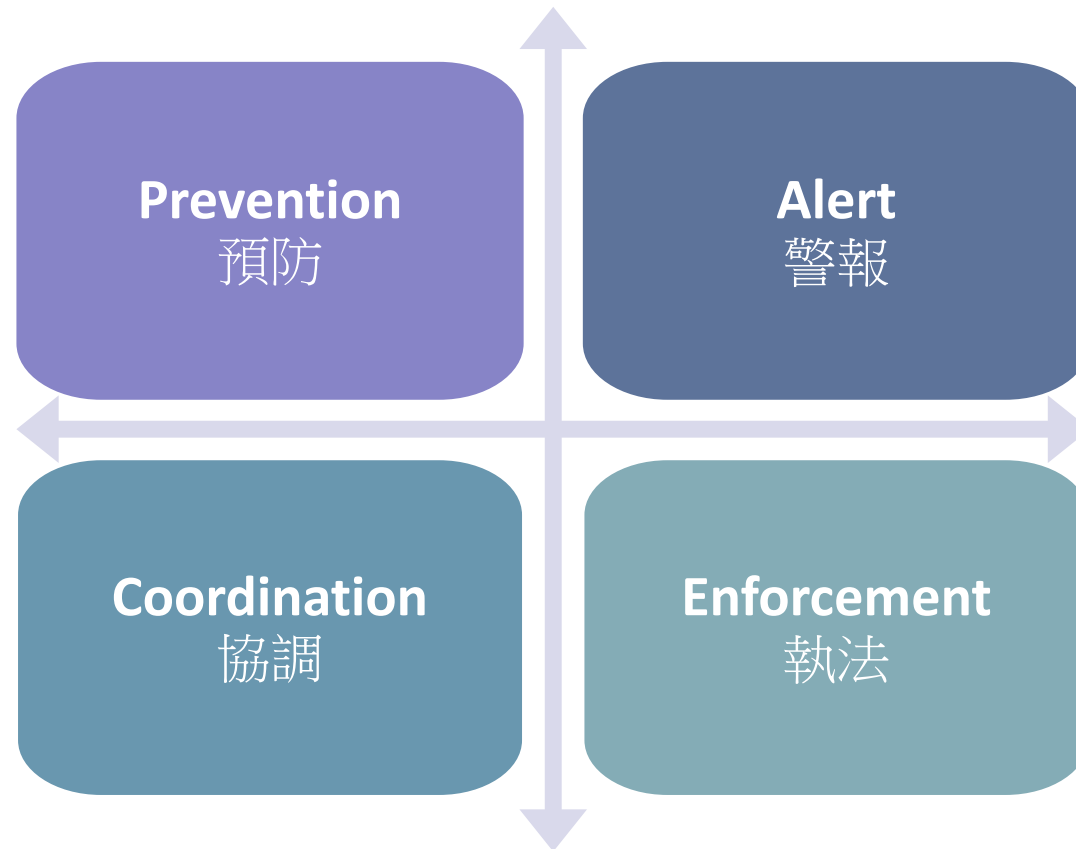 Prevention
預防
Alert
警報
Coordination
協調
Enforcement
執法